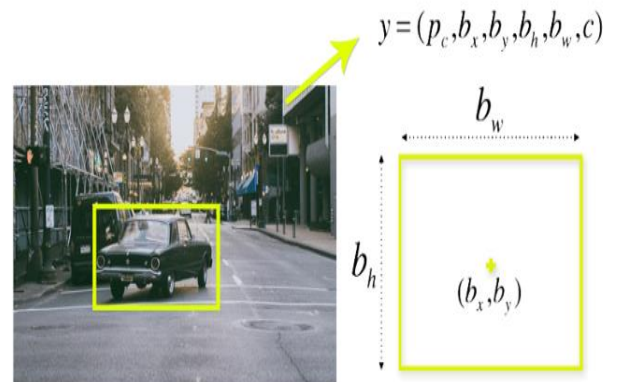 y = (p_c, b_x, b_y, b_h, b_w, c)
b_w
b_h
(b_x, b_y)